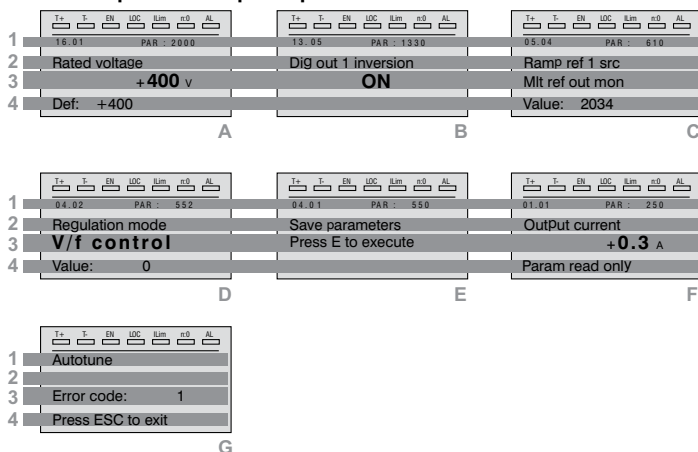 T+ T- EN LOC ILim n:0 AL
1 16.01 PAR : 2000
2 Rated voltage
3 +400 V
4 Def: +400
A
T+ T- EN LOC ILim n:0 AL
13.05 PAR : 1330
Dig out 1 inversion
ON
B
T+ T- EN LOC ILim n:0 AL
05.04 PAR : 610
Ramp ref 1 src
Mlt ref out mon
Value: 2034
C
T+ T- EN LOC ILim n:0 AL
1 04.02 PAR : 552
2 Regulation mode
3 V/f control
4 Value: 0
D
T+ T- EN LOC ILim n:0 AL
04.01 PAR : 550
Save parameters
Press E to execute
E
T+ T- EN LOC ILim n:0 AL
01.01 PAR : 250
Output current
+0.3 A
Param read only
F
T+ T- EN LOC ILim n:0 AL
1 Autotune
2
3 Error code: 1
4 Press ESC to exit
G